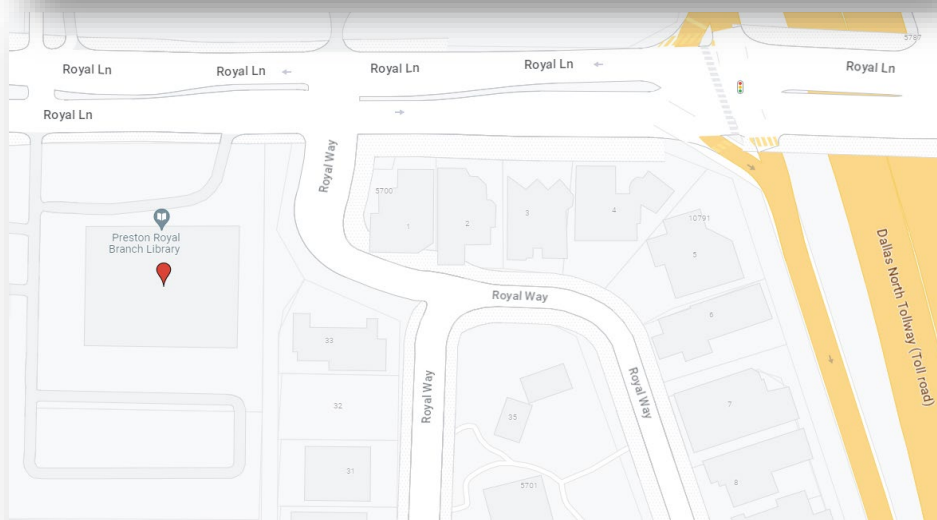 5787
Royal Ln
Royal Ln
Royal Ln
Royal Ln
Royal Ln
Royal Ln
Royal Way
5700
1
2
3
4
10791
5
Preston Royal
Branch Library
Dallas North Tollway (Toll road)
Royal Way
6
33
Royal Way
Royal Way
32
35
7
31
5701
8